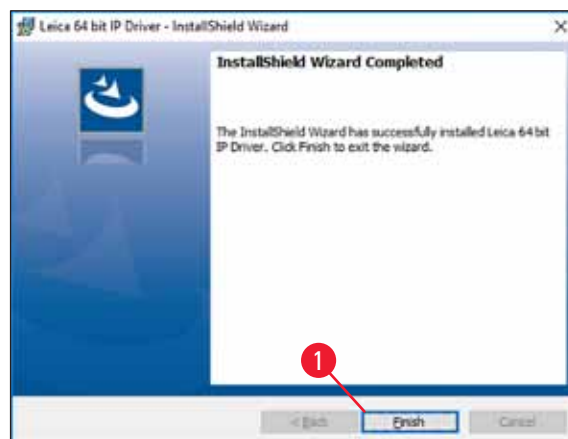 Leica 64 bit IP Driver - InstallShield Wizard
InstallShield Wizard Completed
The InstallShield Wizard has successfully installed Leica 64 bit
IP Driver. Click Finish to exit the wizard.
1
< Back Finish Cancel